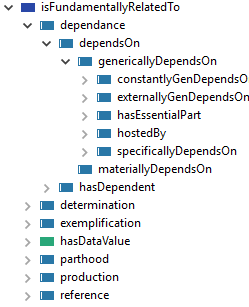 isFundamentallyRelatedTo
dependance
dependsOn
genericallyDependsOn
constantlyGenDependsO
externallyGenDependsOn
hasEssentialPart
hostedBy
specificallyDependsOn
materiallyDependsOn
hasDependent
determination
exemplification
hasDataValue
parthood
production
reference